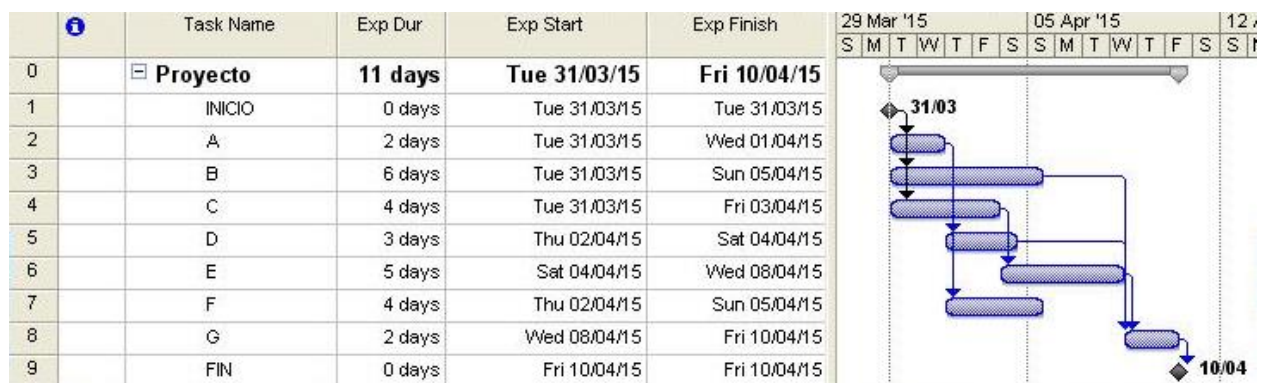 Task Name Exp Dur Exp Start Exp Finish 29 Mar '15 05 Apr '15 12
S M T W T F S S M T W T F S S
0 Proyecto 11 days Tue 31/03/15 Fri 10/04/15
1 INICIO 0 days Tue 31/03/15 Tue 31/03/15 31/03
2 A 2 days Tue 31/03/15 Wed 01/04/15
3 B 6 days Tue 31/03/15 Sun 05/04/15
4 C 4 days Tue 31/03/15 Fri 03/04/15
5 D 3 days Thu 02/04/15 Sat 04/04/15
6 E 5 days Sat 04/04/15 Wed 08/04/15
7 F 4 days Thu 02/04/15 Sun 05/04/15
8 G 2 days Wed 08/04/15 Fri 10/04/15
9 FIN 0 days Fri 10/04/15 Fri 10/04/15 10/04